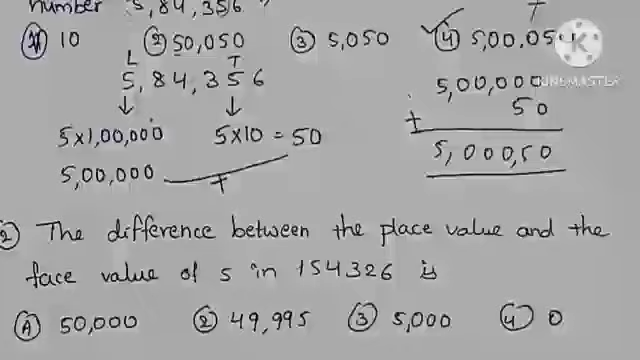 number 5,84,356 ?
① 10 ② 50,050 ③ 5,050 ④ 5,00,050
L T T
5,84,356
↓ ↓
5×1,00,000 5×10 = 50
5,00,000 +
5,00,000
+ 50
5,000,50
KINEMASTER
2) The difference between the place value and the
face value of 5 in 154326 is
Ⓐ 50,000 ② 49,995 ③ 5,000 ④ 0